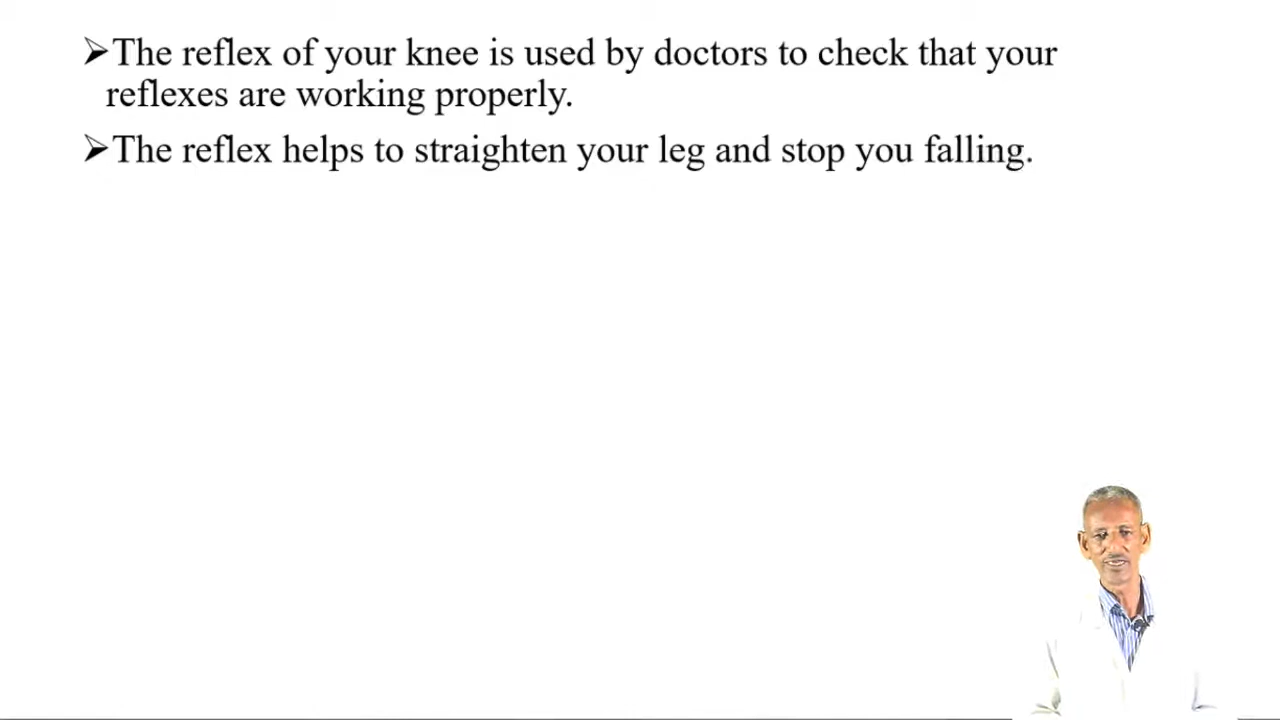 ➢The reflex of your knee is used by doctors to check that your
reflexes are working properly.
➢The reflex helps to straighten your leg and stop you falling.